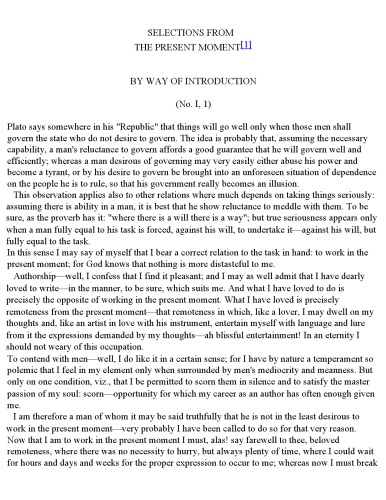 SELECTIONS FROM
THE PRESENT MOMENT[1]
BY WAY OF INTRODUCTION
(No. I, 1)
Plato says somewhere in his "Republic" that things will go well only when those men shall
govern the state who do not desire to govern. The idea is probably that, assuming the necessary
capability, a man's reluctance to govern affords a good guarantee that he will govern well and
efficiently; whereas a man desirous of governing may very easily either abuse his power and
become a tyrant, or by his desire to govern be brought into an unforeseen situation of dependence
on the people he is to rule, so that his government really becomes an illusion.
This observation applies also to other relations where much depends on taking things seriously:
assuming there is ability in a man, it is best that he show reluctance to meddle with them. To be
sure, as the proverb has it: "where there is a will there is a way"; but true seriousness appears only
when a man fully equal to his task is forced, against his will, to undertake it—against his will, but
fully equal to the task.
In this sense I may say of myself that I bear a correct relation to the task in hand: to work in the
present moment; for God knows that nothing is more distasteful to me.
Authorship—well, I confess that I find it pleasant; and I may as well admit that I have dearly
loved to write—in the manner, to be sure, which suits me. And what I have loved to do is
precisely the opposite of working in the present moment. What I have loved is precisely
remoteness from the present moment—that remoteness in which, like a lover, I may dwell on my
thoughts and, like an artist in love with his instrument, entertain myself with language and lure
from it the expressions demanded by my thoughts—ah blissful entertainment! In an eternity I
should not weary of this occupation.
To contend with men—well, I do like it in a certain sense; for I have by nature a temperament so
polemic that I feel in my element only when surrounded by men's mediocrity and meanness. But
only on one condition, viz., that I be permitted to scorn them in silence and to satisfy the master
passion of my soul: scorn—opportunity for which my career as an author has often enough given
me.
I am therefore a man of whom it may be said truthfully that he is not in the least desirous to
work in the present moment—very probably I have been called to do so for that very reason.
Now that I am to work in the present moment I must, alas! say farewell to thee, beloved
remoteness, where there was no necessity to hurry, but always plenty of time, where I could wait
for hours and days and weeks for the proper expression to occur to me; whereas now I must break